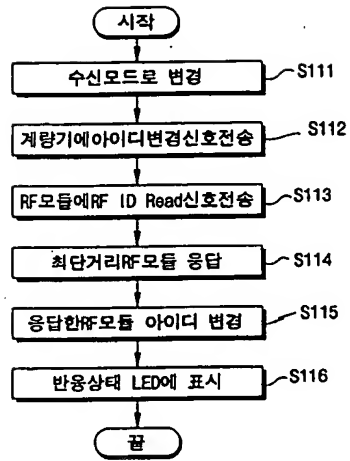 시작
수신모드로 변경
S111
계량기에아이디변경신호전송
S112
RF모듈에RF ID Read신호전송
S113
최단거리RF모듈 응답
S114
응답한RF모듈 아이디 변경
S115
반응상태 LED에 표시
S116
끝